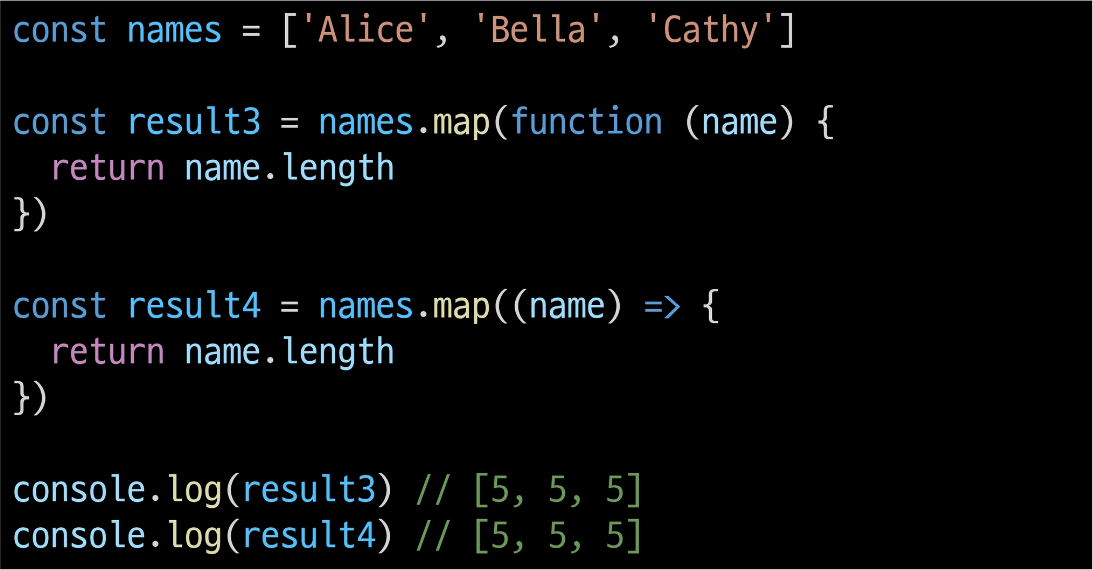 const names = ['Alice', 'Bella', 'Cathy']
const result3 = names.map(function (name) {
  return name.length
})
const result4 = names.map((name) => {
  return name.length
})
console.log(result3) // [5, 5, 5]
console.log(result4) // [5, 5, 5]